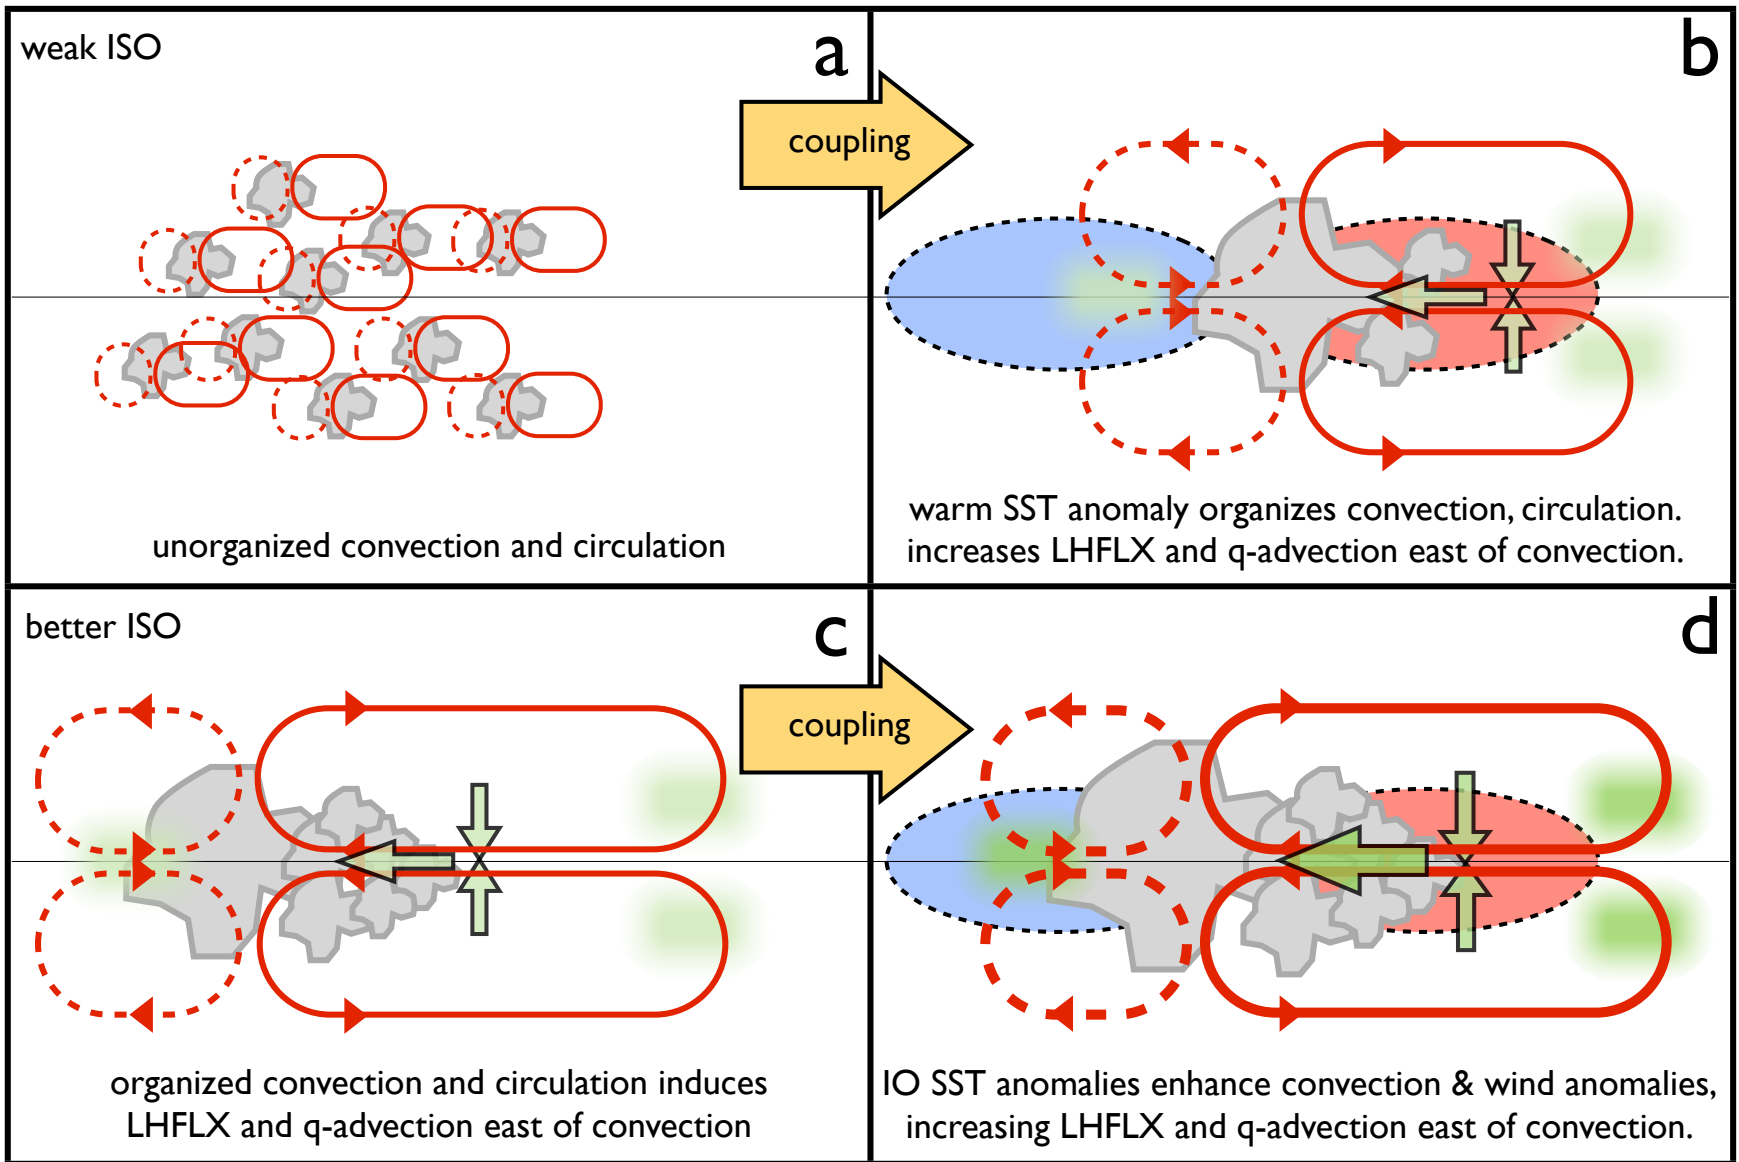 weak ISO
a
unorganized convection and circulation
coupling
b
warm SST anomaly organizes convection, circulation.
increases LHFLX and q-advection east of convection.
better ISO
c
organized convection and circulation induces
LHFLX and q-advection east of convection
coupling
d
IO SST anomalies enhance convection & wind anomalies,
increasing LHFLX and q-advection east of convection.